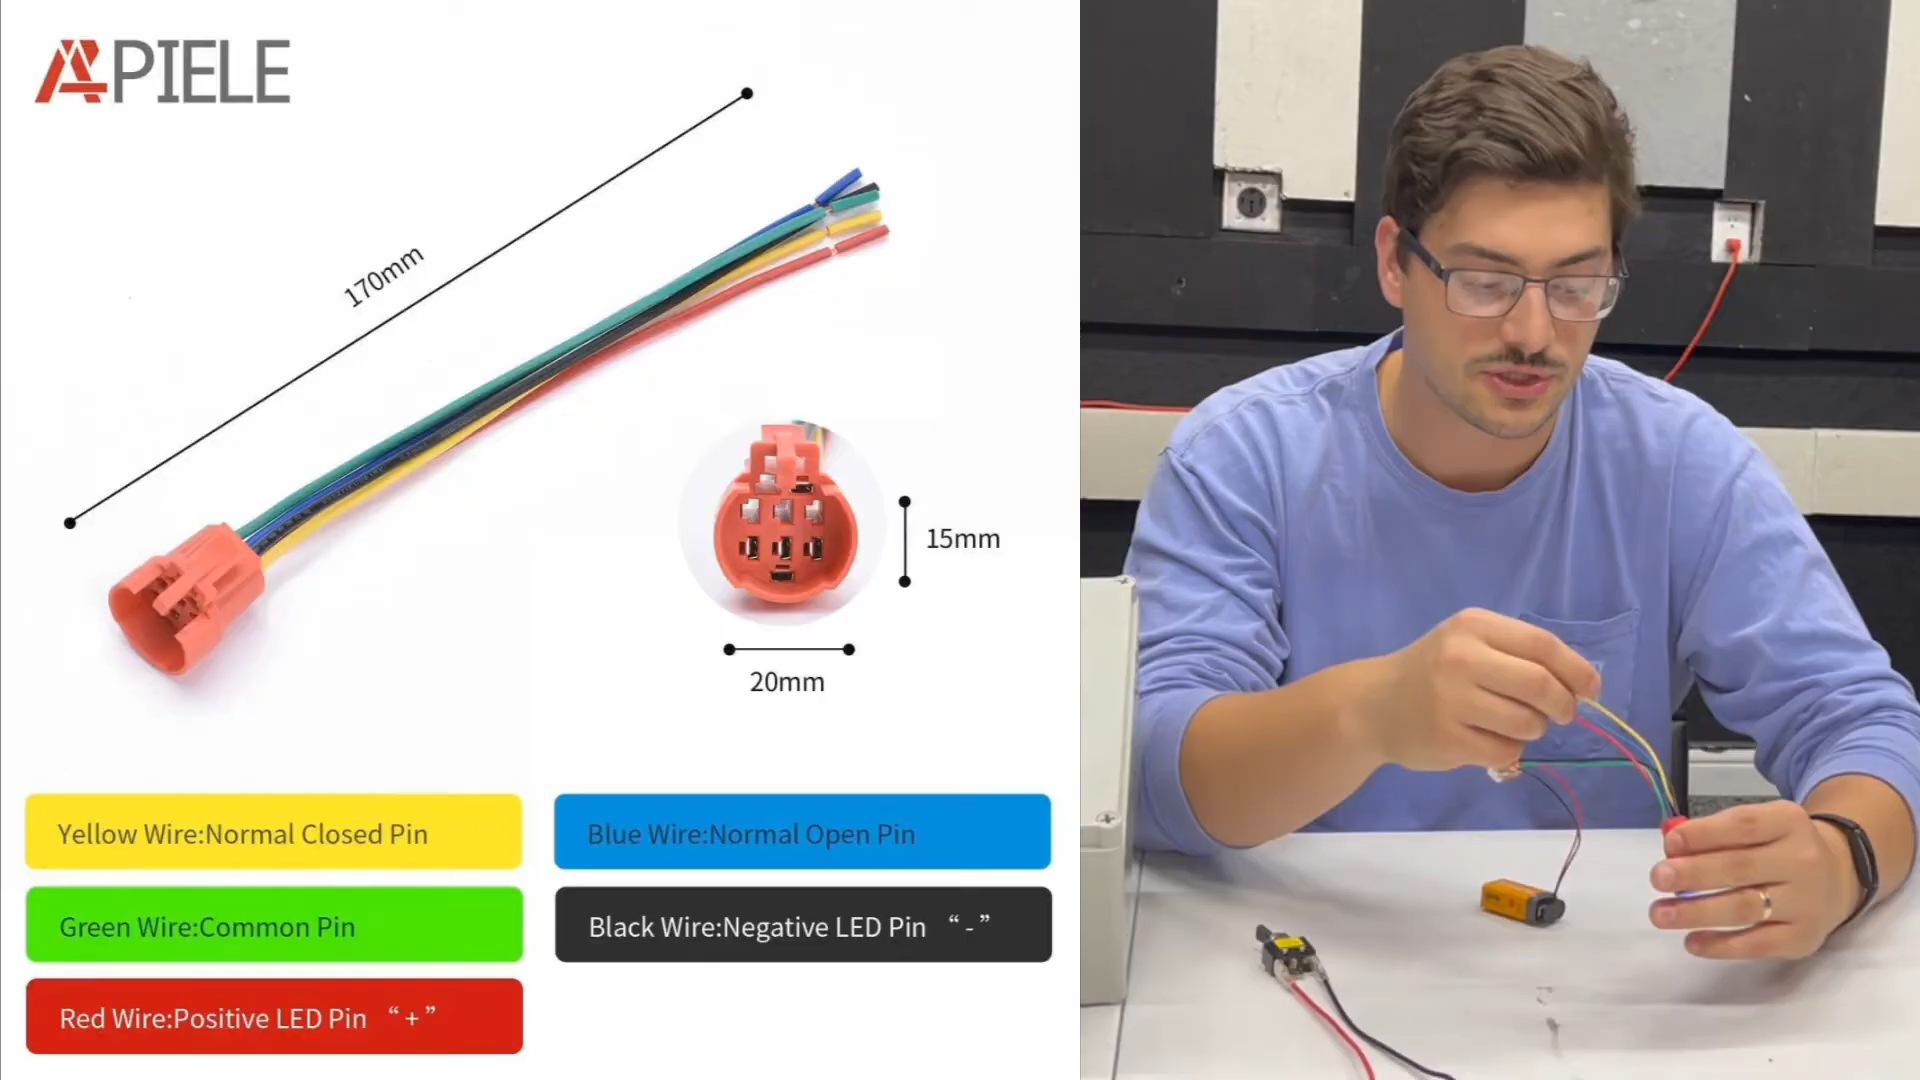 APIELE
170mm
15mm
20mm
Yellow Wire:Normal Closed Pin
Blue Wire:Normal Open Pin
Green Wire:Common Pin
Black Wire:Negative LED Pin “-”
Red Wire:Positive LED Pin “+”